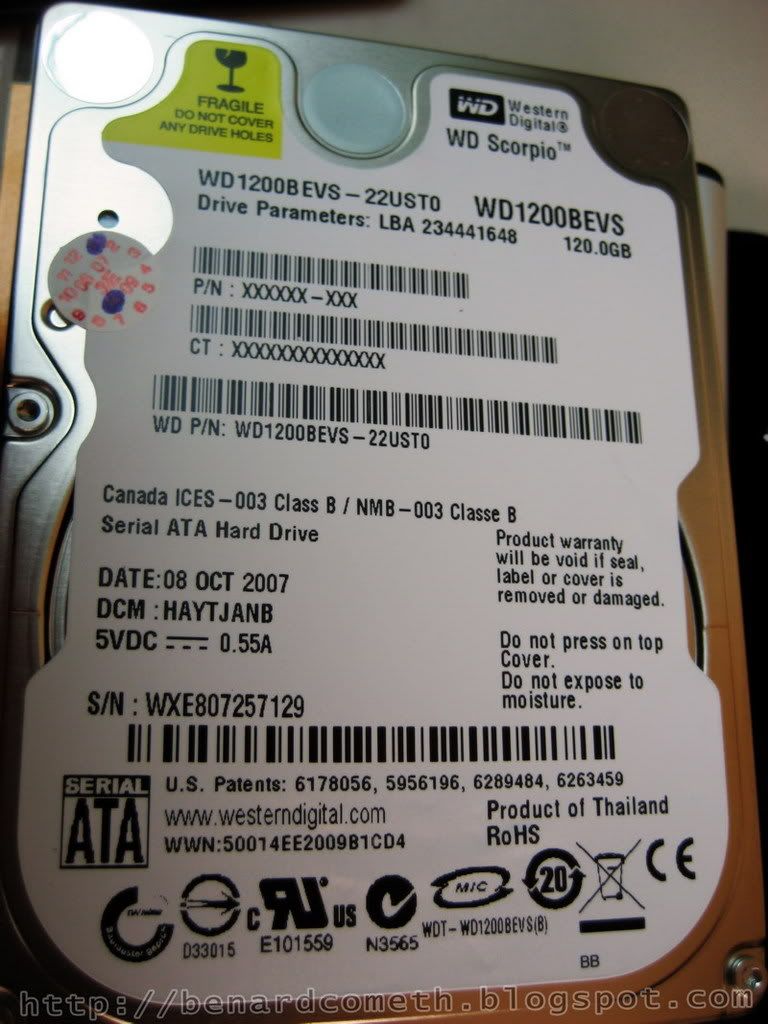 FRAGILE
DO NOT COVER
ANY DRIVE HOLES
WD Western
Digital®
WD Scorpio™
WD1200BEVS-22UST0 WD1200BEVS
Drive Parameters: LBA 234441648 120.0GB
P/N : XXXXXX-XXX
CT : XXXXXXXXXXXXXX
WD P/N: WD1200BEVS-22UST0
Canada ICES-003 Class B / NMB-003 Classe B
Serial ATA Hard Drive
Product warranty
will be void if seal,
label or cover is
removed or damaged.
DATE:08 OCT 2007
DCM : HAYTJANB
5VDC 0.55A
Do not press on top
Cover.
Do not expose to
moisture.
S/N : WXE807257129
SERIAL
ATA
U.S. Patents: 6178056, 5956196, 6289484, 6263459
www.westerndigital.com
WWN:50014EE2009B1CD4
Product of Thailand
RoHS
D33015
c US
E101559
N3565
MIC
WDT-WD1200BEVS(B)
20
CE
BB
http://benardcometh.blogspot.com